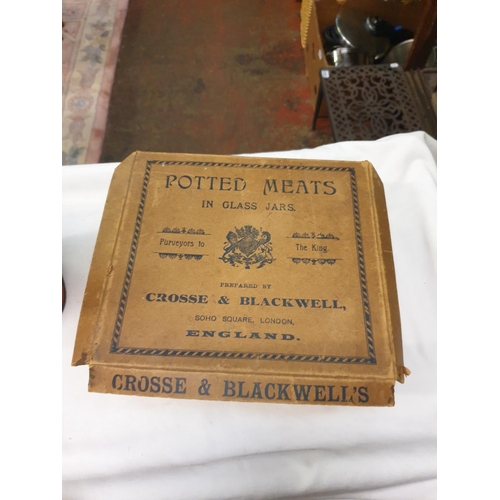 POTTED MEATS
IN GLASS JARS.
Purveyors to The King.
PREPARED BY
CROSSE & BLACKWELL,
SOHO SQUARE, LONDON,
ENGLAND.
CROSSE & BLACKWELL'S